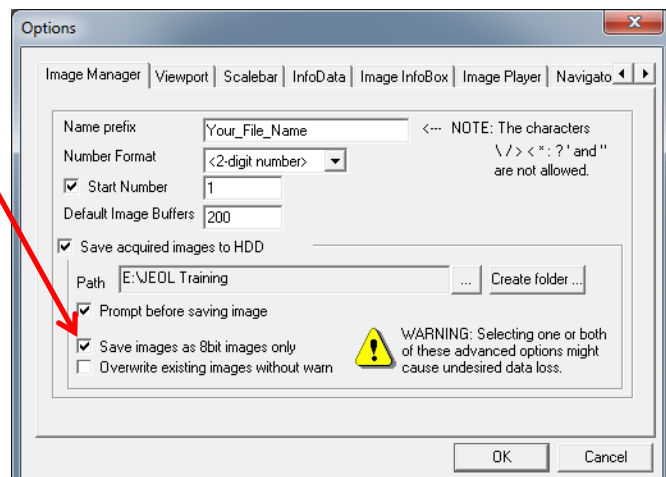 Options
Image Manager Viewport Scalebar InfoData Image InfoBox Image Player Navigato
Name prefix Your_File_Name <--- NOTE: The characters
\ / > < * : ? ' and "
are not allowed.
Number Format <2-digit number>
Start Number 1
Default Image Buffers 200
Save acquired images to HDD
Path E:\JEOL Training ... Create folder ...
Prompt before saving image
Save images as 8bit images only
Overwrite existing images without warn
WARNING: Selecting one or both
of these advanced options might
cause undesired data loss.
OK Cancel